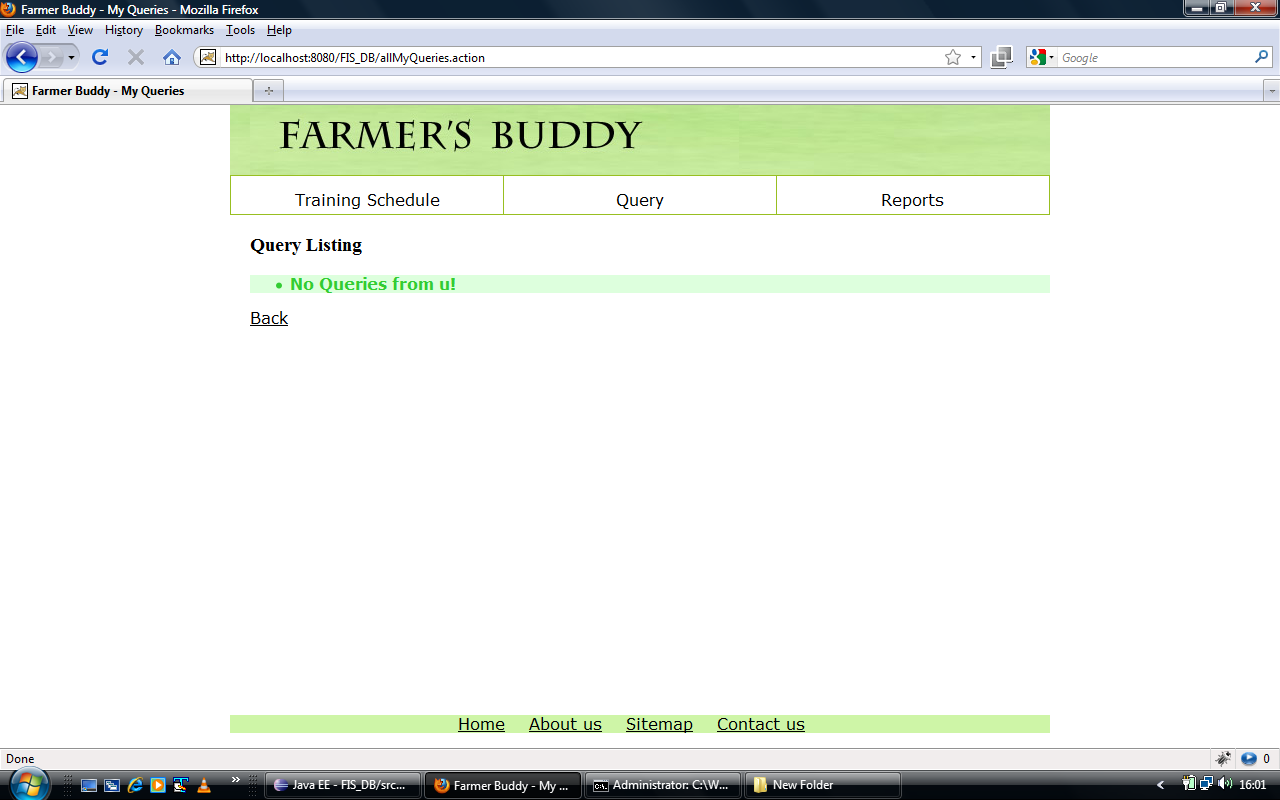 Farmer Buddy - My Queries - Mozilla Firefox
File Edit View History Bookmarks Tools Help
http://localhost:8080/FIS_DB/allMyQueries.action
Google
Farmer Buddy - My Queries
FARMER'S BUDDY
Training Schedule Query Reports
Query Listing
• No Queries from u!
Back
Home About us Sitemap Contact us
Done 0
Java EE - FIS_DB/src... Farmer Buddy - My ... Administrator: C:\W... New Folder 16:01